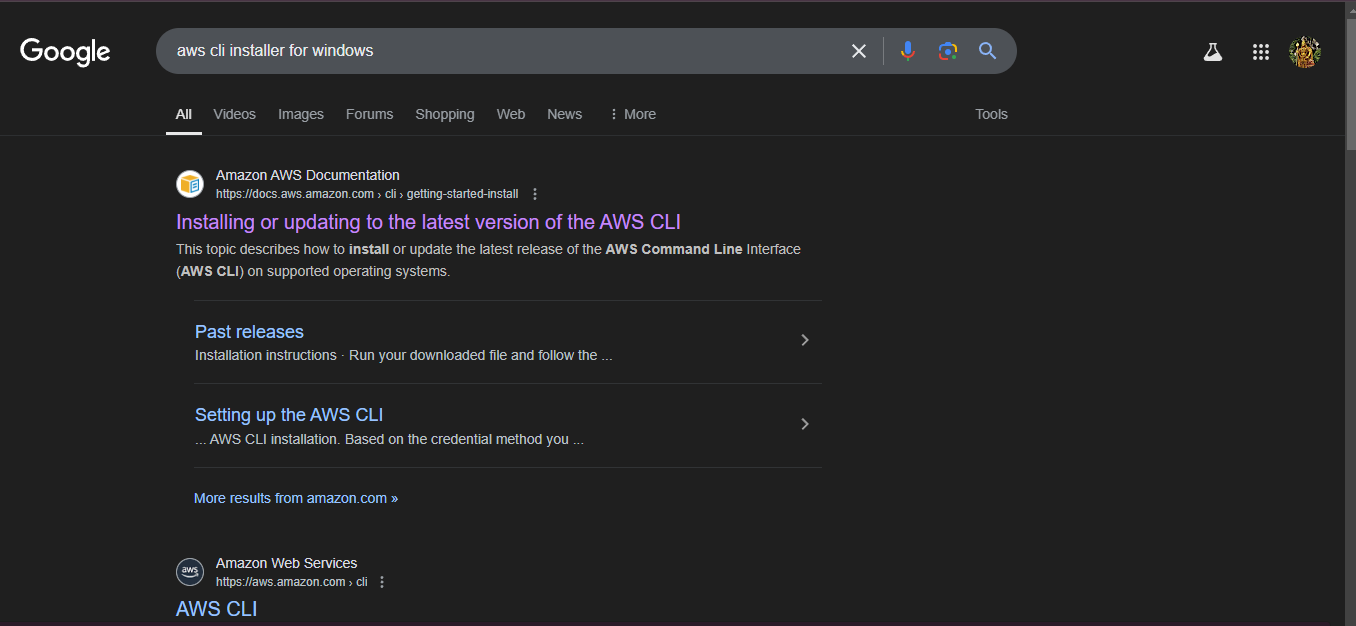 Google
aws cli installer for windows
All Videos Images Forums Shopping Web News More Tools
Amazon AWS Documentation
https://docs.aws.amazon.com › cli › getting-started-install
Installing or updating to the latest version of the AWS CLI
This topic describes how to install or update the latest release of the AWS Command Line Interface
(AWS CLI) on supported operating systems.
Past releases
Installation instructions · Run your downloaded file and follow the ...
Setting up the AWS CLI
... AWS CLI installation. Based on the credential method you ...
More results from amazon.com »
aws
Amazon Web Services
https://aws.amazon.com › cli
AWS CLI